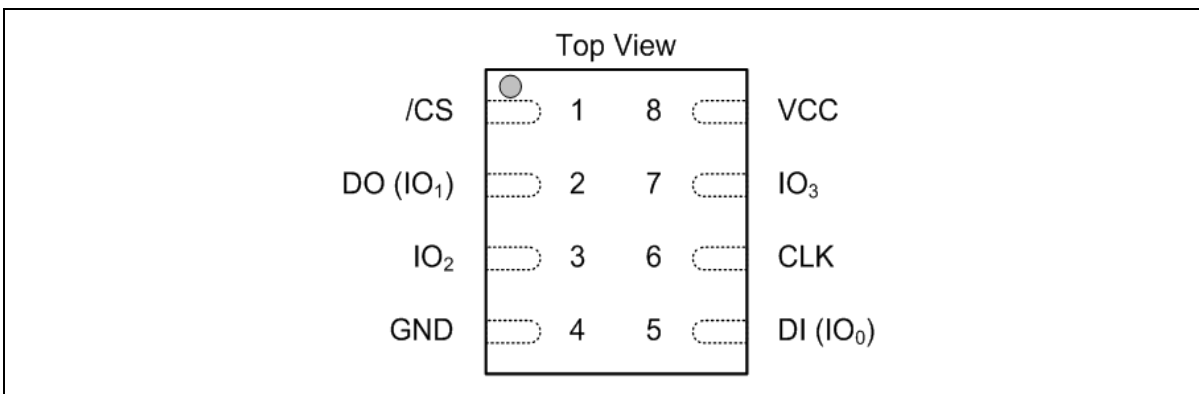 Top View
/CS 1 8 VCC
DO (IO₁) 2 7 IO₃
IO₂ 3 6 CLK
GND 4 5 DI (IO₀)